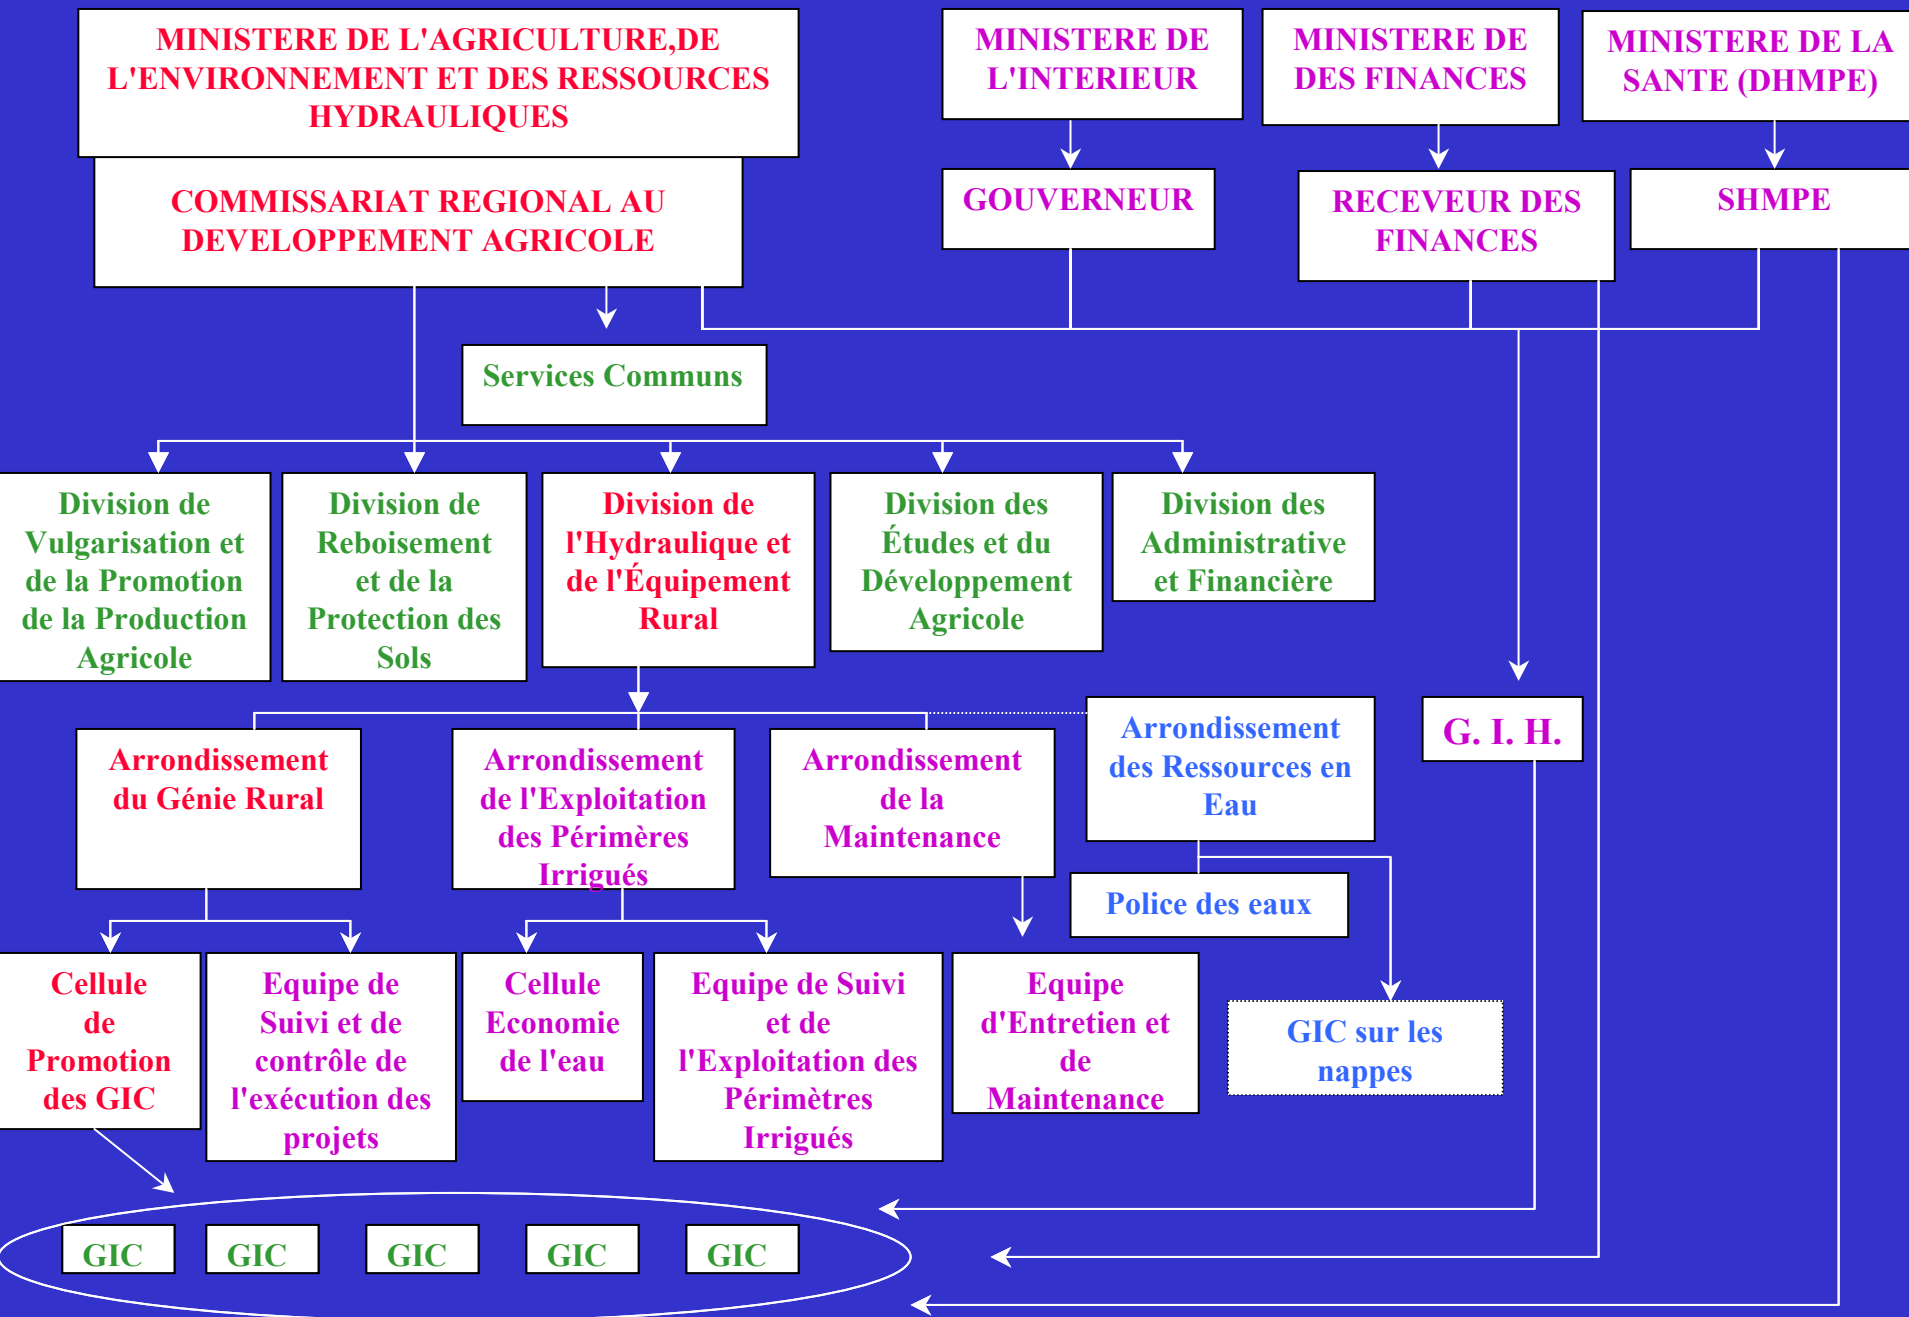 MINISTERE DE L'AGRICULTURE,DE
L'ENVIRONNEMENT ET DES RESSOURCES
HYDRAULIQUES
MINISTERE DE
L'INTERIEUR
MINISTERE DE
DES FINANCES
MINISTERE DE LA
SANTE (DHMPE)
COMMISSARIAT REGIONAL AU
DEVELOPPEMENT AGRICOLE
GOUVERNEUR
RECEVEUR DES
FINANCES
SHMPE
Services Communs
Division de
Vulgarisation et
de la Promotion
de la Production
Agricole
Division de
Reboisement
et de la
Protection des
Sols
Division de
l'Hydraulique et
de l'Équipement
Rural
Division des
Études et du
Développement
Agricole
Division des
Administrative
et Financière
Arrondissement
du Génie Rural
Arrondissement
de l'Exploitation
des Périmères
Irrigués
Arrondissement
de la
Maintenance
Arrondissement
des Ressources en
Eau
G. I. H.
Police des eaux
Cellule
de
Promotion
des GIC
Equipe de
Suivi et de
contrôle de
l'exécution des
projets
Cellule
Economie
de l'eau
Equipe de Suivi
et de
l'Exploitation des
Périmètres
Irrigués
Equipe
d'Entretien et
de
Maintenance
GIC sur les
nappes
GIC
GIC
GIC
GIC
GIC